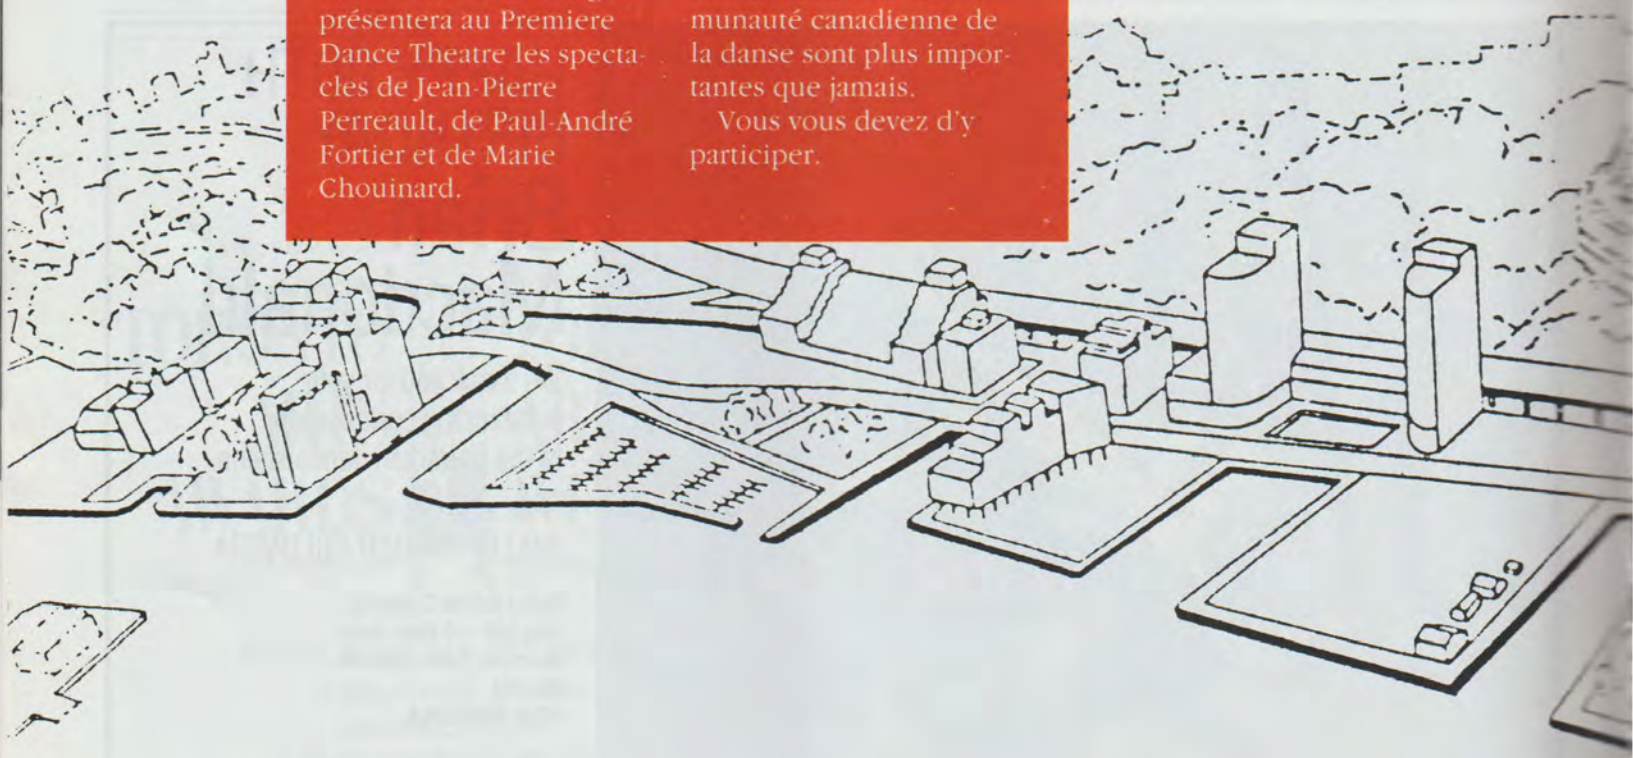 présentera au Premiere
Dance Theatre les specta-
cles de Jean-Pierre
Perreault, de Paul-André
Fortier et de Marie
Chouinard.
munauté canadienne de
la danse sont plus impor-
tantes que jamais.
Vous vous devez d'y
participer.